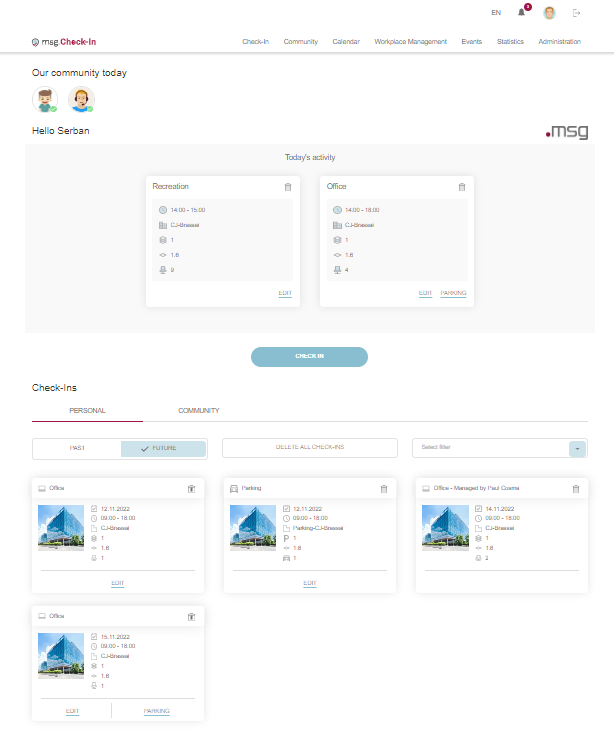 EN
3
msg Check-In
Check-In Community Calendar Workplace Management Events Statistics Administration
Our community today
Hello Serban
.msg
Today's activity
Recreation
14:00 - 15:00
CJ-Brassai
1
1.6
9
EDIT
Office
14:00 - 18:00
CJ-Brassai
1
1.6
4
EDIT PARKING
CHECK IN
Check-Ins
PERSONAL COMMUNITY
PAST FUTURE DELETE ALL CHECK-INS Select filter
Office
12.11.2022
09:00 - 18:00
CJ-Brassai
1
1.6
1
EDIT
Parking
12.11.2022
09:00 - 18:00
Parking-CJ-Brassai
P 1
1.6
1
EDIT
Office - Managed by Paul Cosma
14.11.2022
09:00 - 18:00
CJ-Brassai
1
1.6
2
Office
15.11.2022
09:00 - 18:00
CJ-Brassai
1
1.6
1
EDIT PARKING